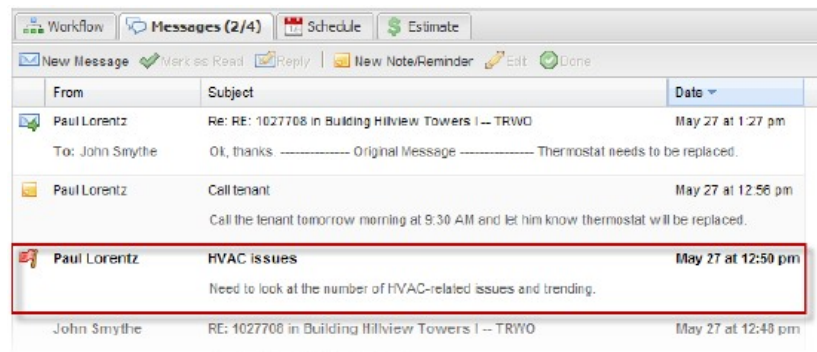 Workflow Messages (2/4) Schedule Estimate
New Message Mark as Read Reply New Note/Reminder Edit Done
From Subject Date
Paul Lorentz Re: RE: 1027708 in Building Hillview Towers I -- TRWO May 27 at 1:27 pm
To: John Smythe Ok, thanks. -------------- Original Message -------------- Thermostat needs to be replaced.
Paul Lorentz Call tenant May 27 at 12:56 pm
Call the tenant tomorrow morning at 9:30 AM and let him know thermostat will be replaced.
Paul Lorentz HVAC issues May 27 at 12:50 pm
Need to look at the number of HVAC-related issues and trending.
John Smythe RE: 1027708 in Building Hillview Towers I -- TRWO May 27 at 12:48 pm